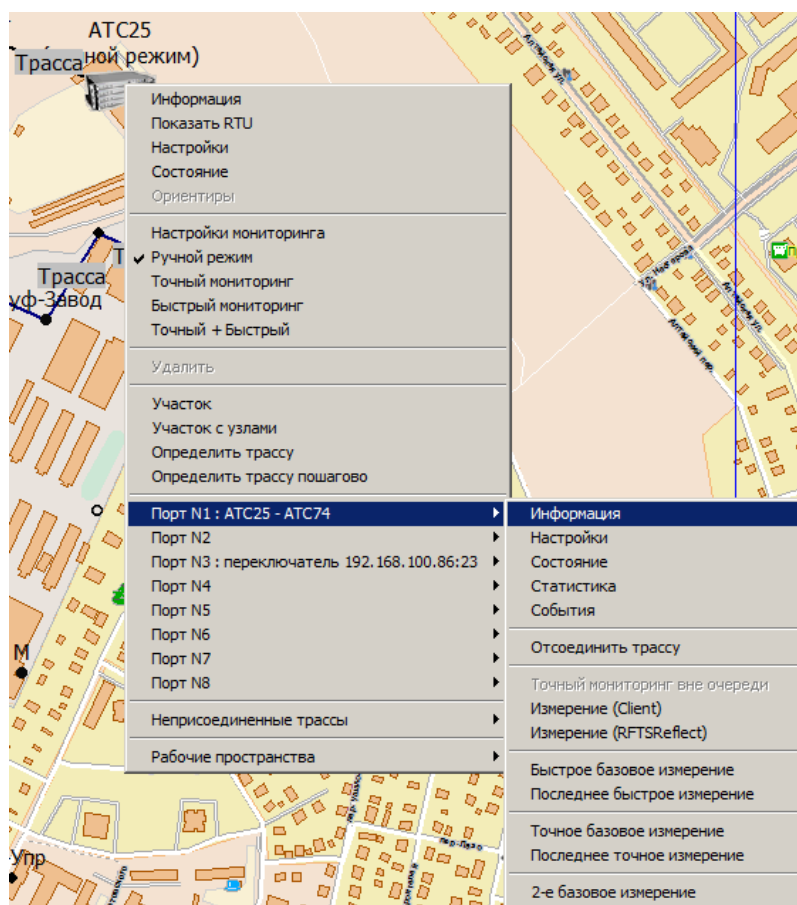 АТС25
ной режим)
Трасса
Информация
Показать RTU
Настройки
Состояние
Ориентиры
Настройки мониторинга
Ручной режим
Точный мониторинг
Быстрый мониторинг
Точный + Быстрый
Удалить
Участок
Участок с узлами
Определить трассу
Определить трассу пошагово
Порт N1 : АТС25 - АТС74
Порт N2
Порт N3 : переключатель 192.168.100.86:23
Порт N4
Порт N5
Порт N6
Порт N7
Порт N8
Неприсоединенные трассы
Рабочие пространства
Информация
Настройки
Состояние
Статистика
События
Отсоединить трассу
Точный мониторинг вне очереди
Измерение (Client)
Измерение (RFTSReflect)
Быстрое базовое измерение
Последнее быстрое измерение
Точное базовое измерение
Последнее точное измерение
2-е базовое измерение
Т
Трасса
уф-Завод
М
Упр
Алтайский пер.